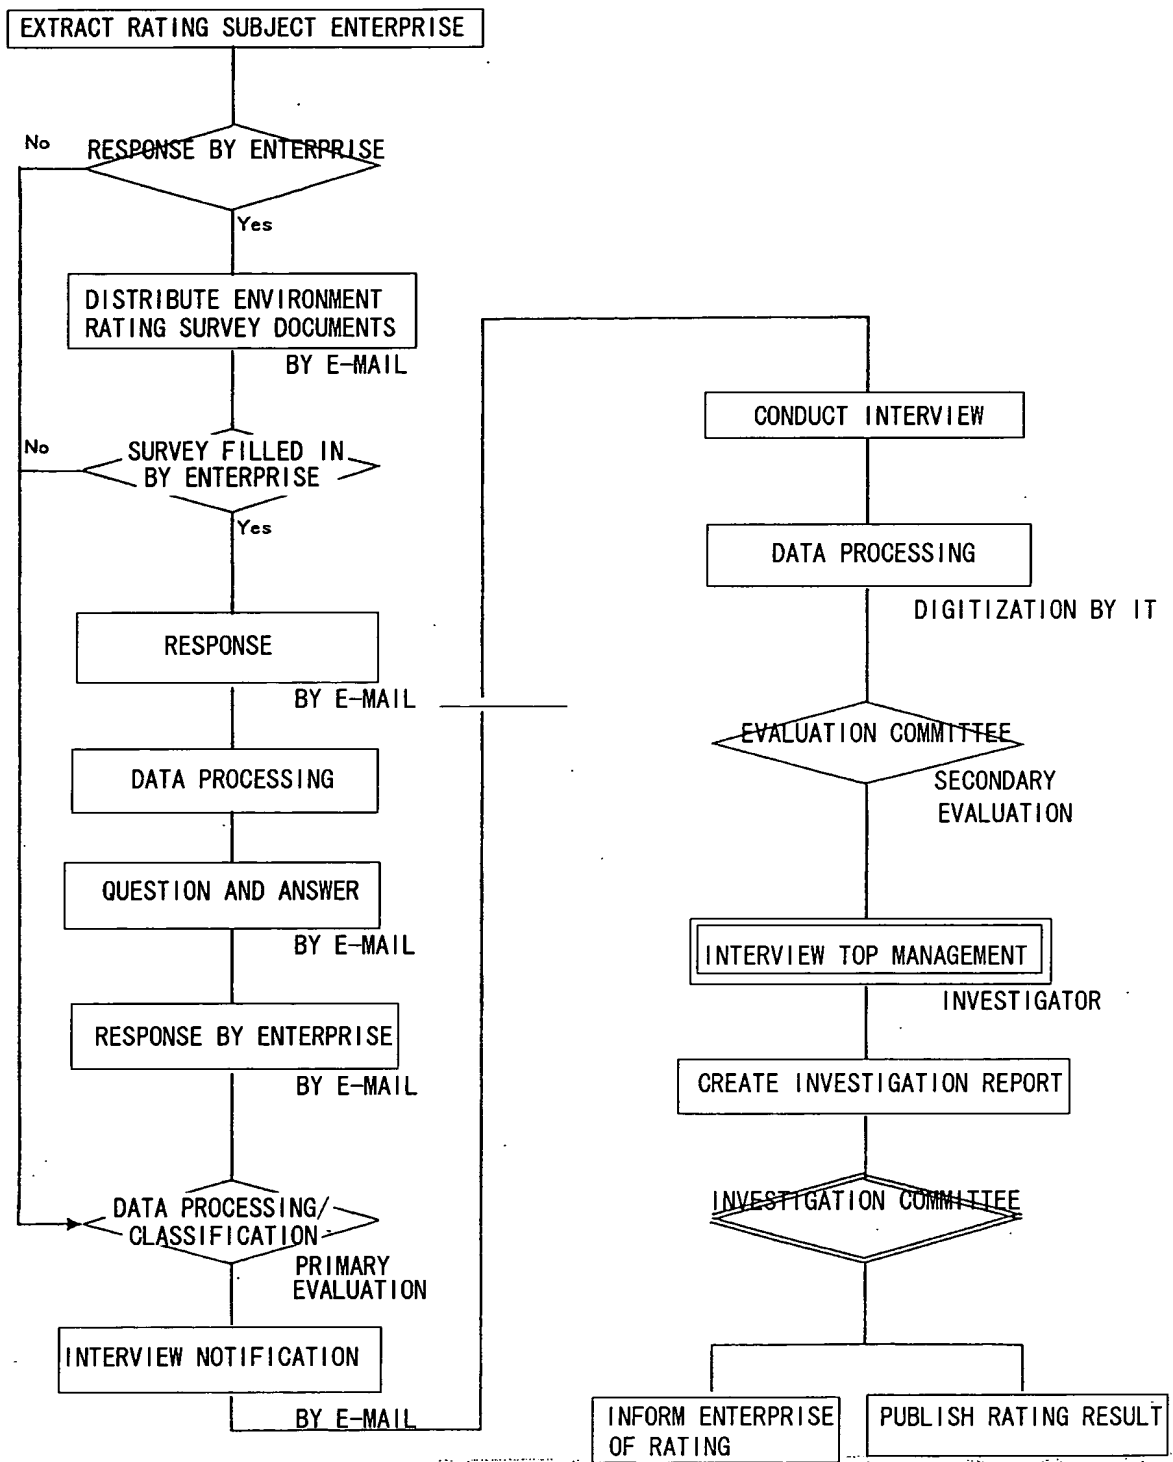 EXTRACT RATING SUBJECT ENTERPRISE
No
RESPONSE BY ENTERPRISE
Yes
DISTRIBUTE ENVIRONMENT
RATING SURVEY DOCUMENTS
BY E-MAIL
No
SURVEY FILLED IN
BY ENTERPRISE
Yes
RESPONSE
BY E-MAIL
DATA PROCESSING
QUESTION AND ANSWER
BY E-MAIL
RESPONSE BY ENTERPRISE
BY E-MAIL
DATA PROCESSING/
CLASSIFICATION
PRIMARY
EVALUATION
INTERVIEW NOTIFICATION
BY E-MAIL
CONDUCT INTERVIEW
DATA PROCESSING
DIGITIZATION BY IT
EVALUATION COMMITTEE
SECONDARY
EVALUATION
INTERVIEW TOP MANAGEMENT
INVESTIGATOR
CREATE INVESTIGATION REPORT
INVESTIGATION COMMITTEE
INFORM ENTERPRISE
OF RATING
PUBLISH RATING RESULT